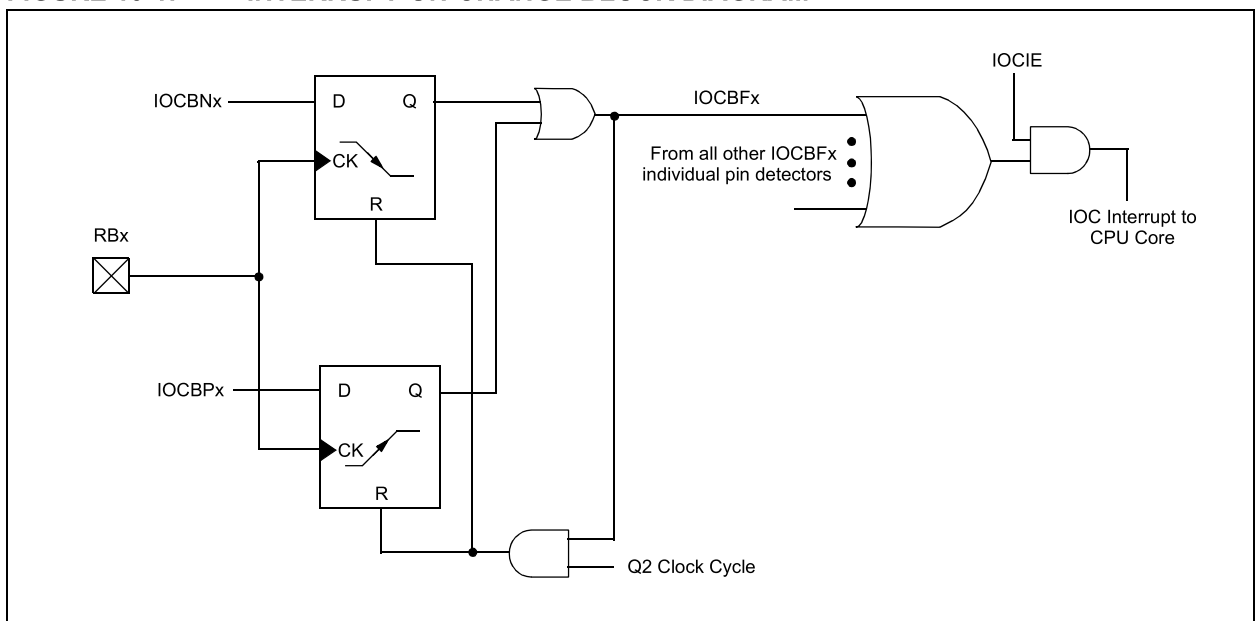 IOCIE
IOCBNx
D
Q
IOCBFx
CK
From all other IOCBFx
individual pin detectors
R
IOC Interrupt to
CPU Core
RBx
IOCBPx
D
Q
CK
R
Q2 Clock Cycle